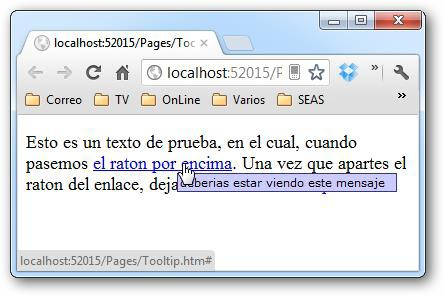 localhost:52015/Pages/Too
localhost:52015/P
Correo TV OnLine Varios SEAS
Esto es un texto de prueba, en el cual, cuando
pasemos el raton por encima. Una vez que apartes el
raton del enlace, deja
deberias estar viendo este mensaje
localhost:52015/Pages/Tooltip.htm#